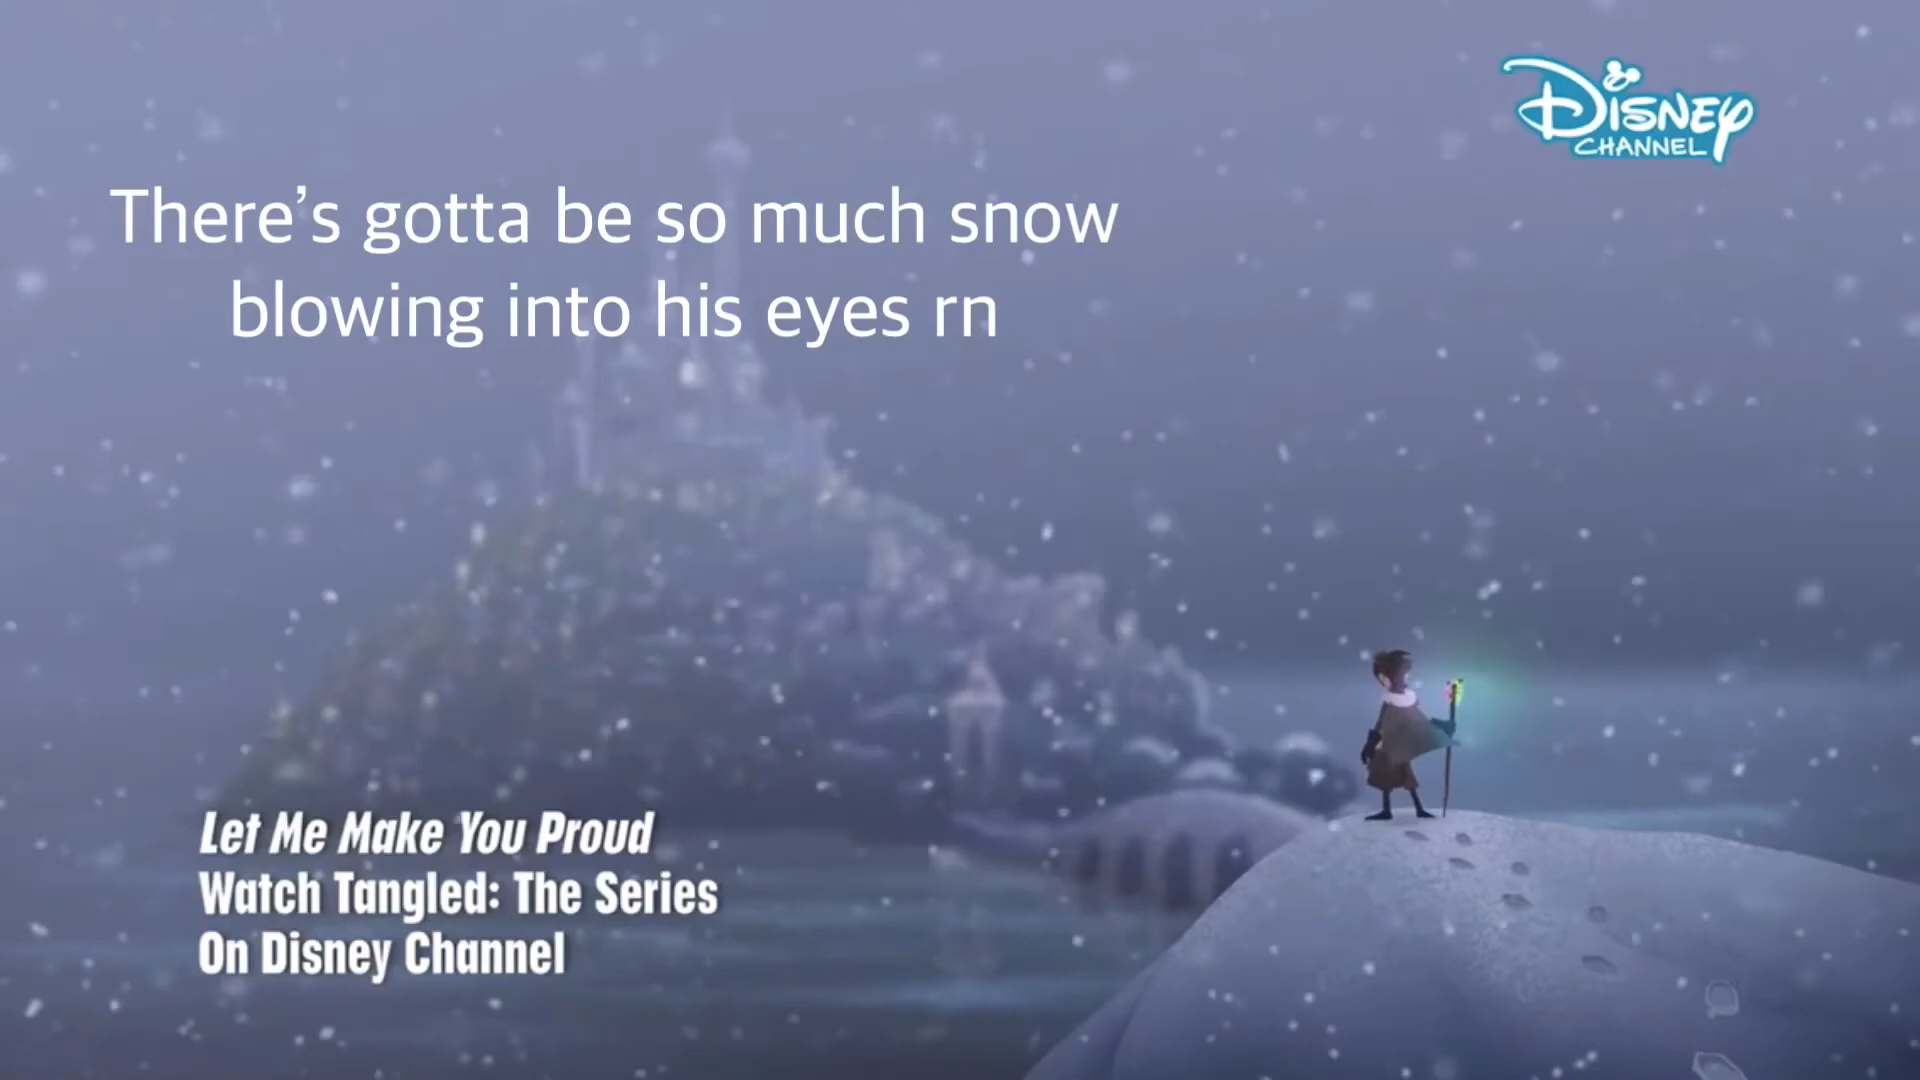 DISNEY
CHANNEL
There's gotta be so much snow
blowing into his eyes rn
Let Me Make You Proud
Watch Tangled: The Series
On Disney Channel